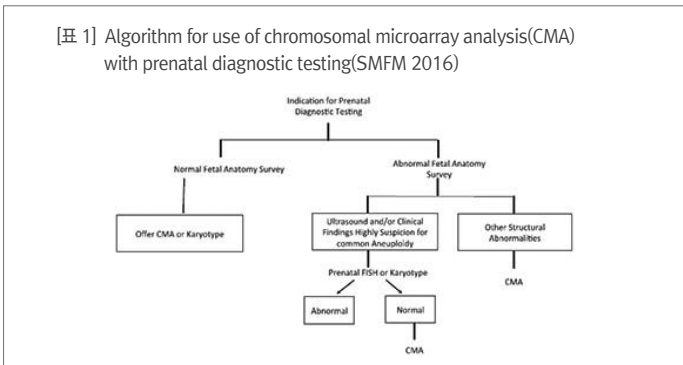 [표 1] Algorithm for use of chromosomal microarray analysis(CMA)
with prenatal diagnostic testing(SMFM 2016)
Indication for Prenatal
Diagnostic Testing
Normal Fetal Anatomy Survey
Abnormal Fetal Anatomy
Survey
Offer CMA or Karyotype
Ultrasound and/or Clinical
Findings Highly Suspicion for
common Aneuploidy
Other Structural
Abnormalities
Prenatal FISH or Karyotype
CMA
Abnormal
Normal
CMA